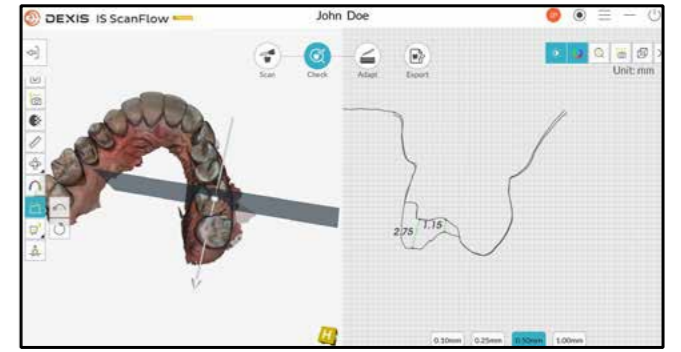 DEXIS IS ScanFlow
John Doe
Scan
Check
Adapt
Export
Unit: mm
2.75
1.15
H
0.10mm
0.25mm
0.50mm
1.00mm